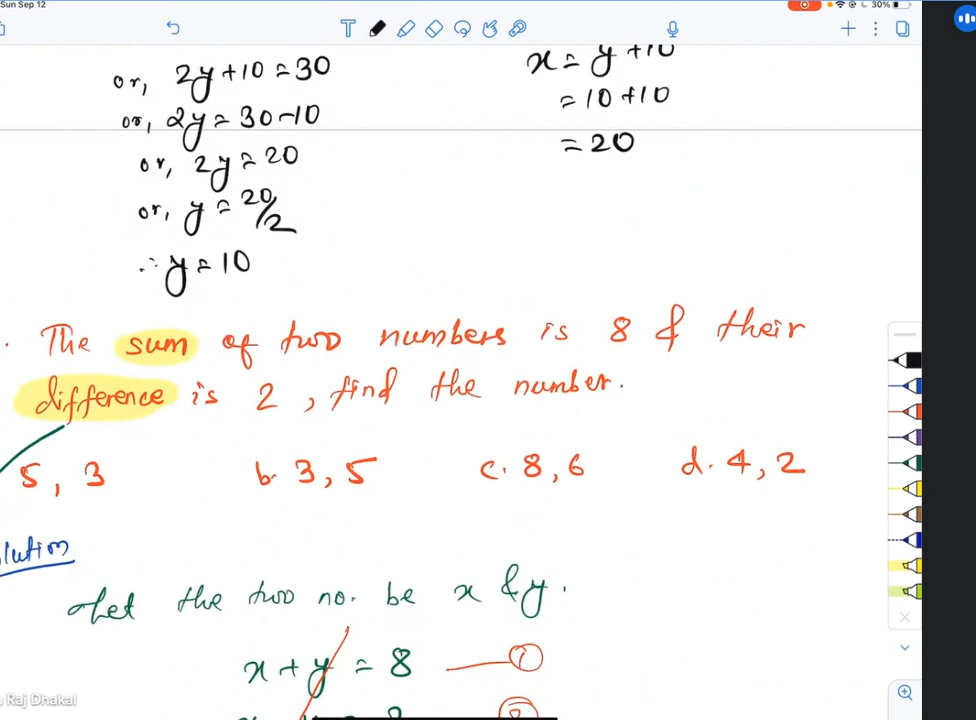 Sun Sep 12
30%
T
or, 2y + 10 = 30
x = y + 10
or, 2y = 30 - 10
= 10 + 10
or, 2y = 20
= 20
or, y = 20/2
∴ y = 10
The sum of two numbers is 8 & their
difference is 2, find the number.
5, 3 b. 3, 5 c. 8, 6 d. 4, 2
lution
Let the two no. be x & y.
x + y = 8 — ①
Raj Dhakal